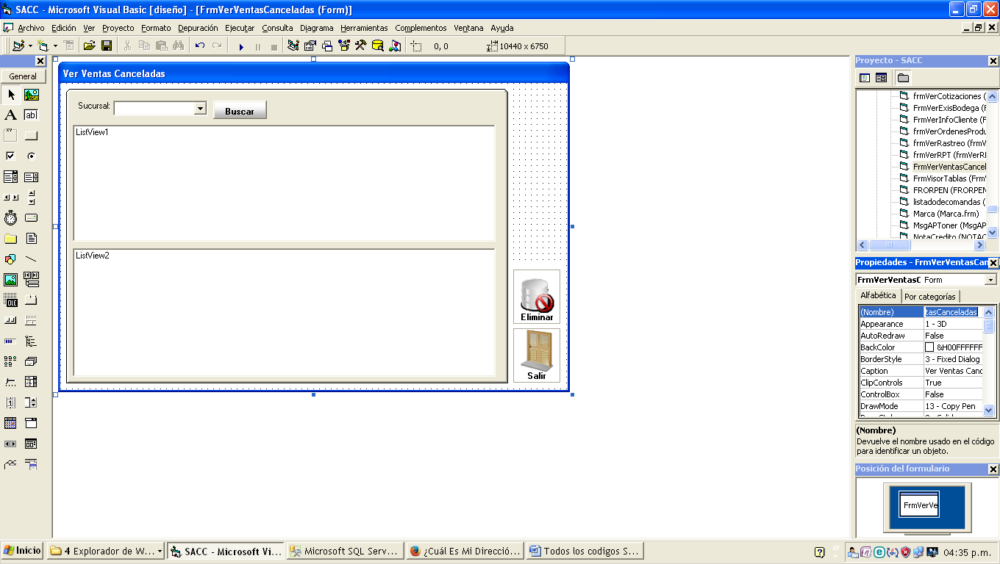 SACC - Microsoft Visual Basic [diseño] - [FrmVerVentasCanceladas (Form)]
Archivo Edición Ver Proyecto Formato Depuración Ejecutar Consulta Diagrama Herramientas Complementos Ventana Ayuda
0, 0 10440 x 6750
General
A ab|
xv
OLE
Ver Ventas Canceladas
Sucursal: Buscar
ListView1
ListView2
Eliminar
Salir
Proyecto - SACC
frmVerCotizaciones (
FrmVerExisBodega (
FrmVerInfoCliente (F
frmVerOrdenesProdu
frmVerRastreo (frmV
frmVerRPT (frmVerRI
FrmVerVentasCancel
FrmVisorTablas (Frm
FRORPEN (FRORPEN
listadodecomandas (
Marca (Marca.frm)
MsgAPToner (MsgAP
NotaCredito (NOTAC
Propiedades - FrmVerVentasCan
FrmVerVentasC Form
Alfabética Por categorías
(Nombre) tasCanceladas
Appearance 1 - 3D
AutoRedraw False
BackColor &H00FFFFFF
BorderStyle 3 - Fixed Dialog
Caption Ver Ventas Canc
ClipControls True
ControlBox False
DrawMode 13 - Copy Pen
(Nombre)
Devuelve el nombre usado en el código
para identificar un objeto.
Posición del formulario
FrmVerVe
Inicio 4 Explorador de W... SACC - Microsoft Vi... Microsoft SQL Serv... ¿Cuál Es Mi Direcció... Todos los codigos S... 04:35 p.m.